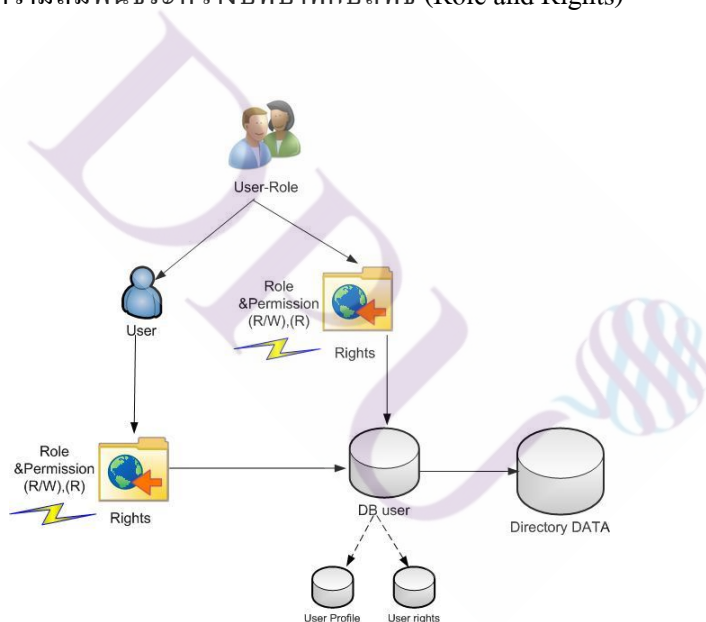 (Role and Rights)
User-Role
Role
&Permission
(R/W),(R)
Rights
User
Role
&Permission
(R/W),(R)
Rights
DB user
Directory DATA
User Profile
User rights
DPU